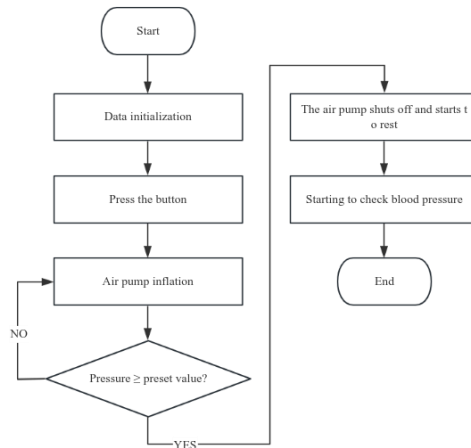 Start
Data initialization
Press the button
Air pump inflation
NO
Pressure ≥ preset value?
YES
The air pump shuts off and starts t
o rest
Starting to check blood pressure
End